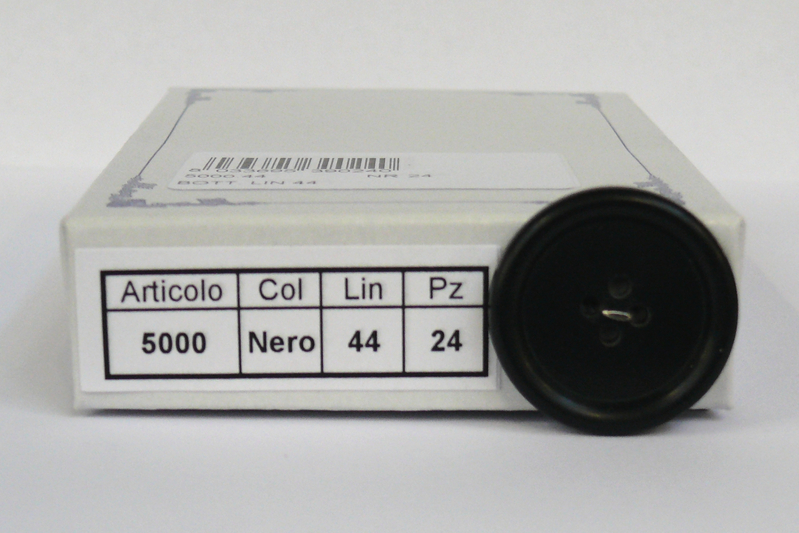 5000 44 NR 24
BOTT LIN 44
Articolo Col Lin Pz
5000 Nero 44 24